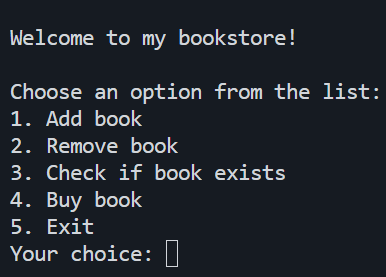 Welcome to my bookstore!
Choose an option from the list:
1. Add book
2. Remove book
3. Check if book exists
4. Buy book
5. Exit
Your choice: